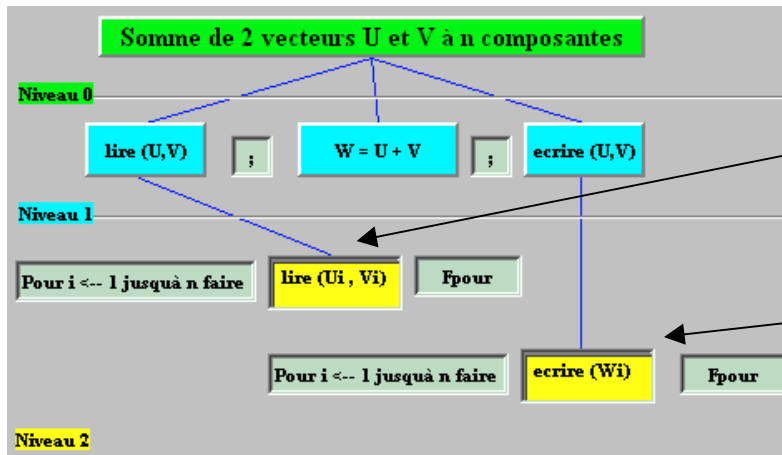 Somme de 2 vecteurs U et V à n composantes
Niveau 0
lire (U,V) ; W = U + V ; ecrire (U,V)
Niveau 1
Pour i <-- 1 jusquà n faire lire (Ui , Vi) Fpour
Pour i <-- 1 jusquà n faire ecrire (Wi) Fpour
Niveau 2